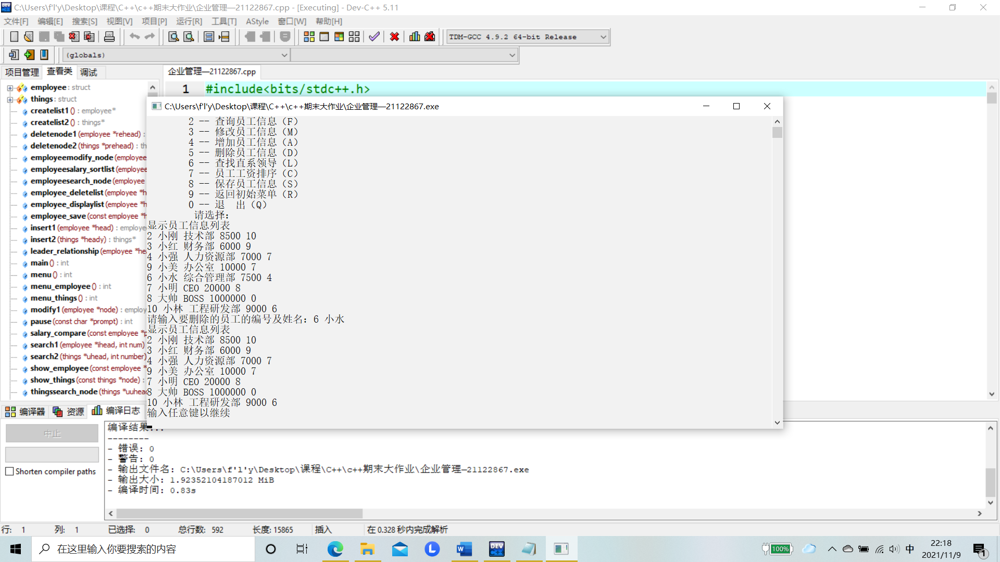 C:\Users\f'l'y\Desktop\课程\C++\c++期末大作业\企业管理—21122867.cpp - [Executing] - Dev-C++ 5.11
文件[F] 编辑[E] 搜索[S] 视图[V] 项目[P] 运行[R] 工具[T] AStyle 窗口[W] 帮助[H]
TDM-GCC 4.9.2 64-bit Release
(globals)
项目管理 查看类 调试
企业管理—21122867.cpp
1 #include<bits/stdc++.h>
employee : struct
things : struct
createlist1 () : employee*
createlist2 () : things*
deletenode1 (employee *rehead) :
deletenode2 (things *prehead) : th
employeemodify_node (employee
employeesalary_sortlist (employee
employeesearch_node (employee
employee_deletelist (employee *h
employee_displaylist (employee *
employee_save (const employee *h
insert1 (employee *head) : employe
insert2 (things *heady) : things*
leader_relationship (employee *he
main () : int
menu () : int
menu_employee () : int
menu_things () : int
modify1 (employee *node) : employ
pause (const char *prompt) : int
salary_compare (const employee *p
search1 (employee *ihead, int num)
search2 (things *uhead, int number)
show_employee (const employee *
show_things (const things *node) :
thingssearch_node (things *uuhea
C:\Users\f'l'y\Desktop\课程\C++\c++期末大作业\企业管理—21122867.exe
2 -- 查询员工信息（F）
3 -- 修改员工信息（M）
4 -- 增加员工信息（A）
5 -- 删除员工信息（D）
6 -- 查找直系领导（L）
7 -- 员工工资排序（C）
8 -- 保存员工信息（S）
9 -- 返回初始菜单（R）
0 -- 退  出（Q）
请选择：
显示员工信息列表
2 小刚 技术部 8500 10
3 小红 财务部 6000 9
4 小强 人力资源部 7000 7
9 小美 办公室 10000 7
6 小水 综合管理部 7500 4
7 小明 CEO 20000 8
8 大帅 BOSS 1000000 0
10 小林 工程研发部 9000 6
请输入要删除的员工的编号及姓名：6 小水
显示员工信息列表
2 小刚 技术部 8500 10
3 小红 财务部 6000 9
4 小强 人力资源部 7000 7
9 小美 办公室 10000 7
7 小明 CEO 20000 8
8 大帅 BOSS 1000000 0
10 小林 工程研发部 9000 6
输入任意键以继续
编译器 资源 编译日志
中止
Shorten compiler paths
编译结果...
--------
- 错误: 0
- 警告: 0
- 输出文件名: C:\Users\f'l'y\Desktop\课程\C++\c++期末大作业\企业管理—21122867.exe
- 输出大小: 1.92352104187012 MiB
- 编译时间: 0.83s
行: 1 列: 1 已选择: 0 总行数: 592 长度: 15865 插入 在 0.328 秒内完成解析
在这里输入你要搜索的内容
L
W
DEV C++
100%
中
22:18
2021/11/9
1